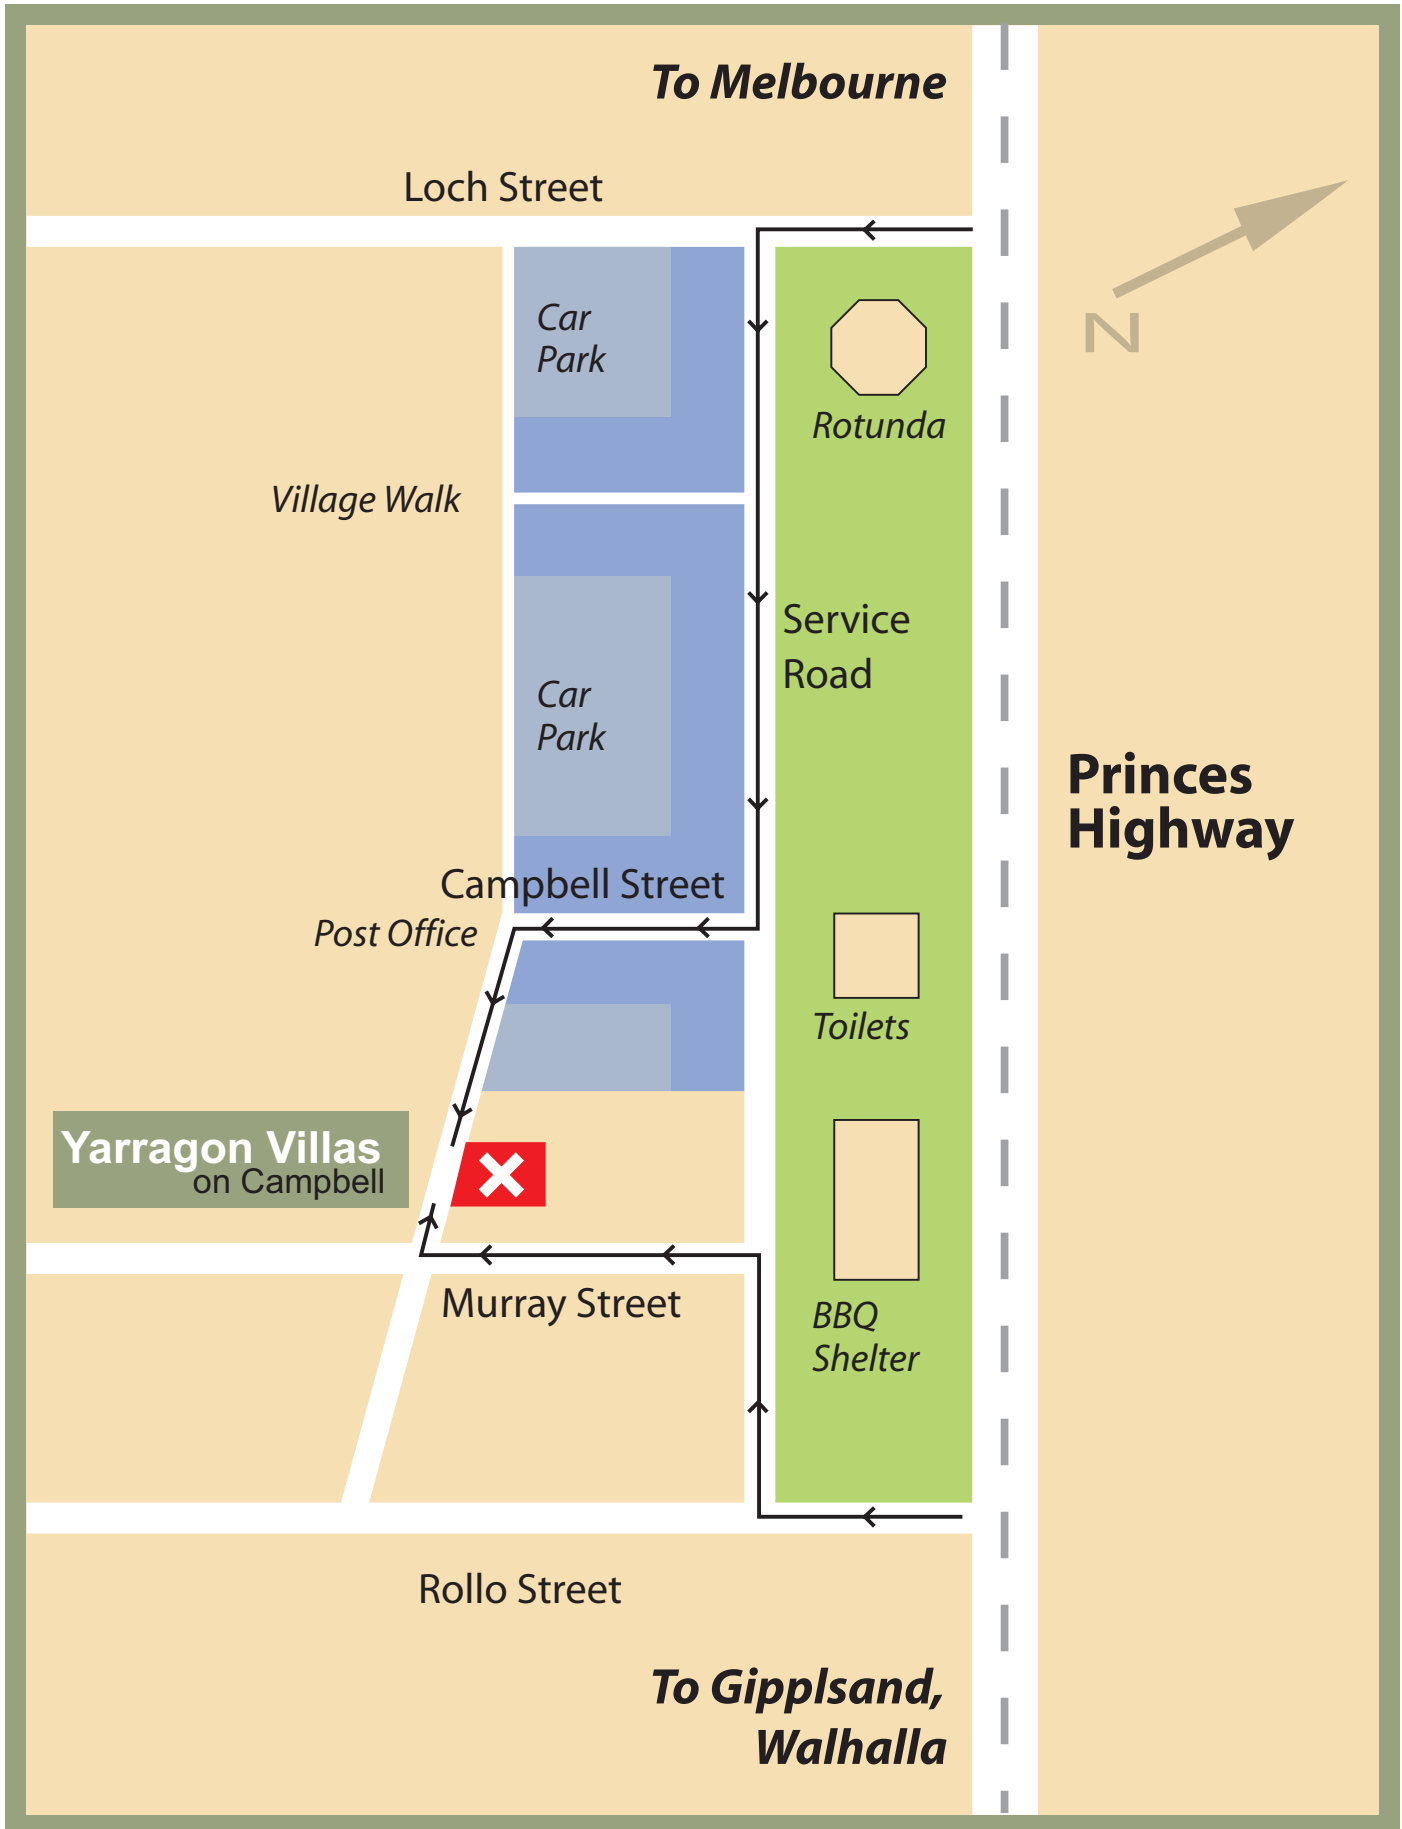 To Melbourne
Loch Street
Car
Park
N
Rotunda
Village Walk
Service
Road
Car
Park
Princes
Highway
Campbell Street
Post Office
Toilets
Yarragon Villas
on Campbell
Murray Street
BBQ
Shelter
Rollo Street
To Gipplsand,
Walhalla